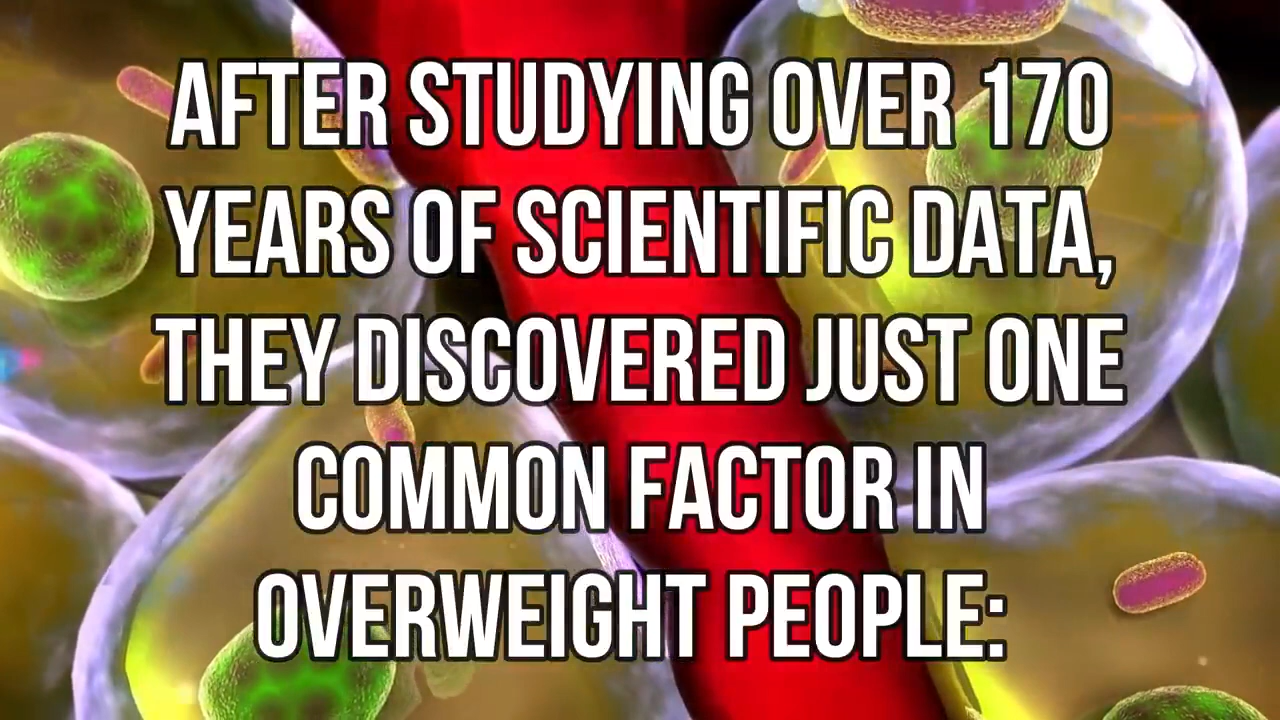 AFTER STUDYING OVER 170
YEARS OF SCIENTIFIC DATA,
THEY DISCOVERED JUST ONE
COMMON FACTOR IN
OVERWEIGHT PEOPLE: